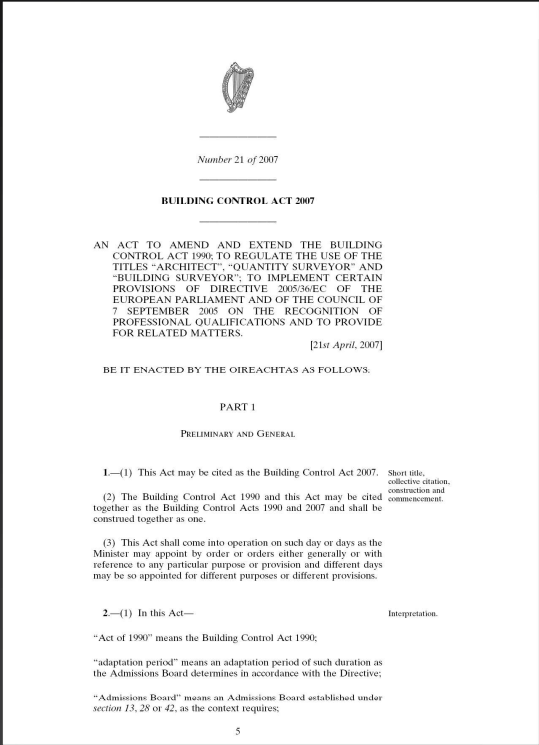 Number 21 of 2007
BUILDING CONTROL ACT 2007
AN ACT TO AMEND AND EXTEND THE BUILDING
CONTROL ACT 1990; TO REGULATE THE USE OF THE
TITLES “ARCHITECT”, “QUANTITY SURVEYOR” AND
“BUILDING SURVEYOR”; TO IMPLEMENT CERTAIN
PROVISIONS OF DIRECTIVE 2005/36/EC OF THE
EUROPEAN PARLIAMENT AND OF THE COUNCIL OF
7 SEPTEMBER 2005 ON THE RECOGNITION OF
PROFESSIONAL QUALIFICATIONS AND TO PROVIDE
FOR RELATED MATTERS.
[21st April, 2007]
BE IT ENACTED BY THE OIREACHTAS AS FOLLOWS.
PART 1
Preliminary and General
1.—(1) This Act may be cited as the Building Control Act 2007.
Short title,
collective citation,
construction and
commencement.
(2) The Building Control Act 1990 and this Act may be cited
together as the Building Control Acts 1990 and 2007 and shall be
construed together as one.
(3) This Act shall come into operation on such day or days as the
Minister may appoint by order or orders either generally or with
reference to any particular purpose or provision and different days
may be so appointed for different purposes or different provisions.
2.—(1) In this Act—
Interpretation.
“Act of 1990” means the Building Control Act 1990;
“adaptation period” means an adaptation period of such duration as
the Admissions Board determines in accordance with the Directive;
“Admissions Board” means an Admissions Board established under
section 13, 28 or 42, as the context requires;
5